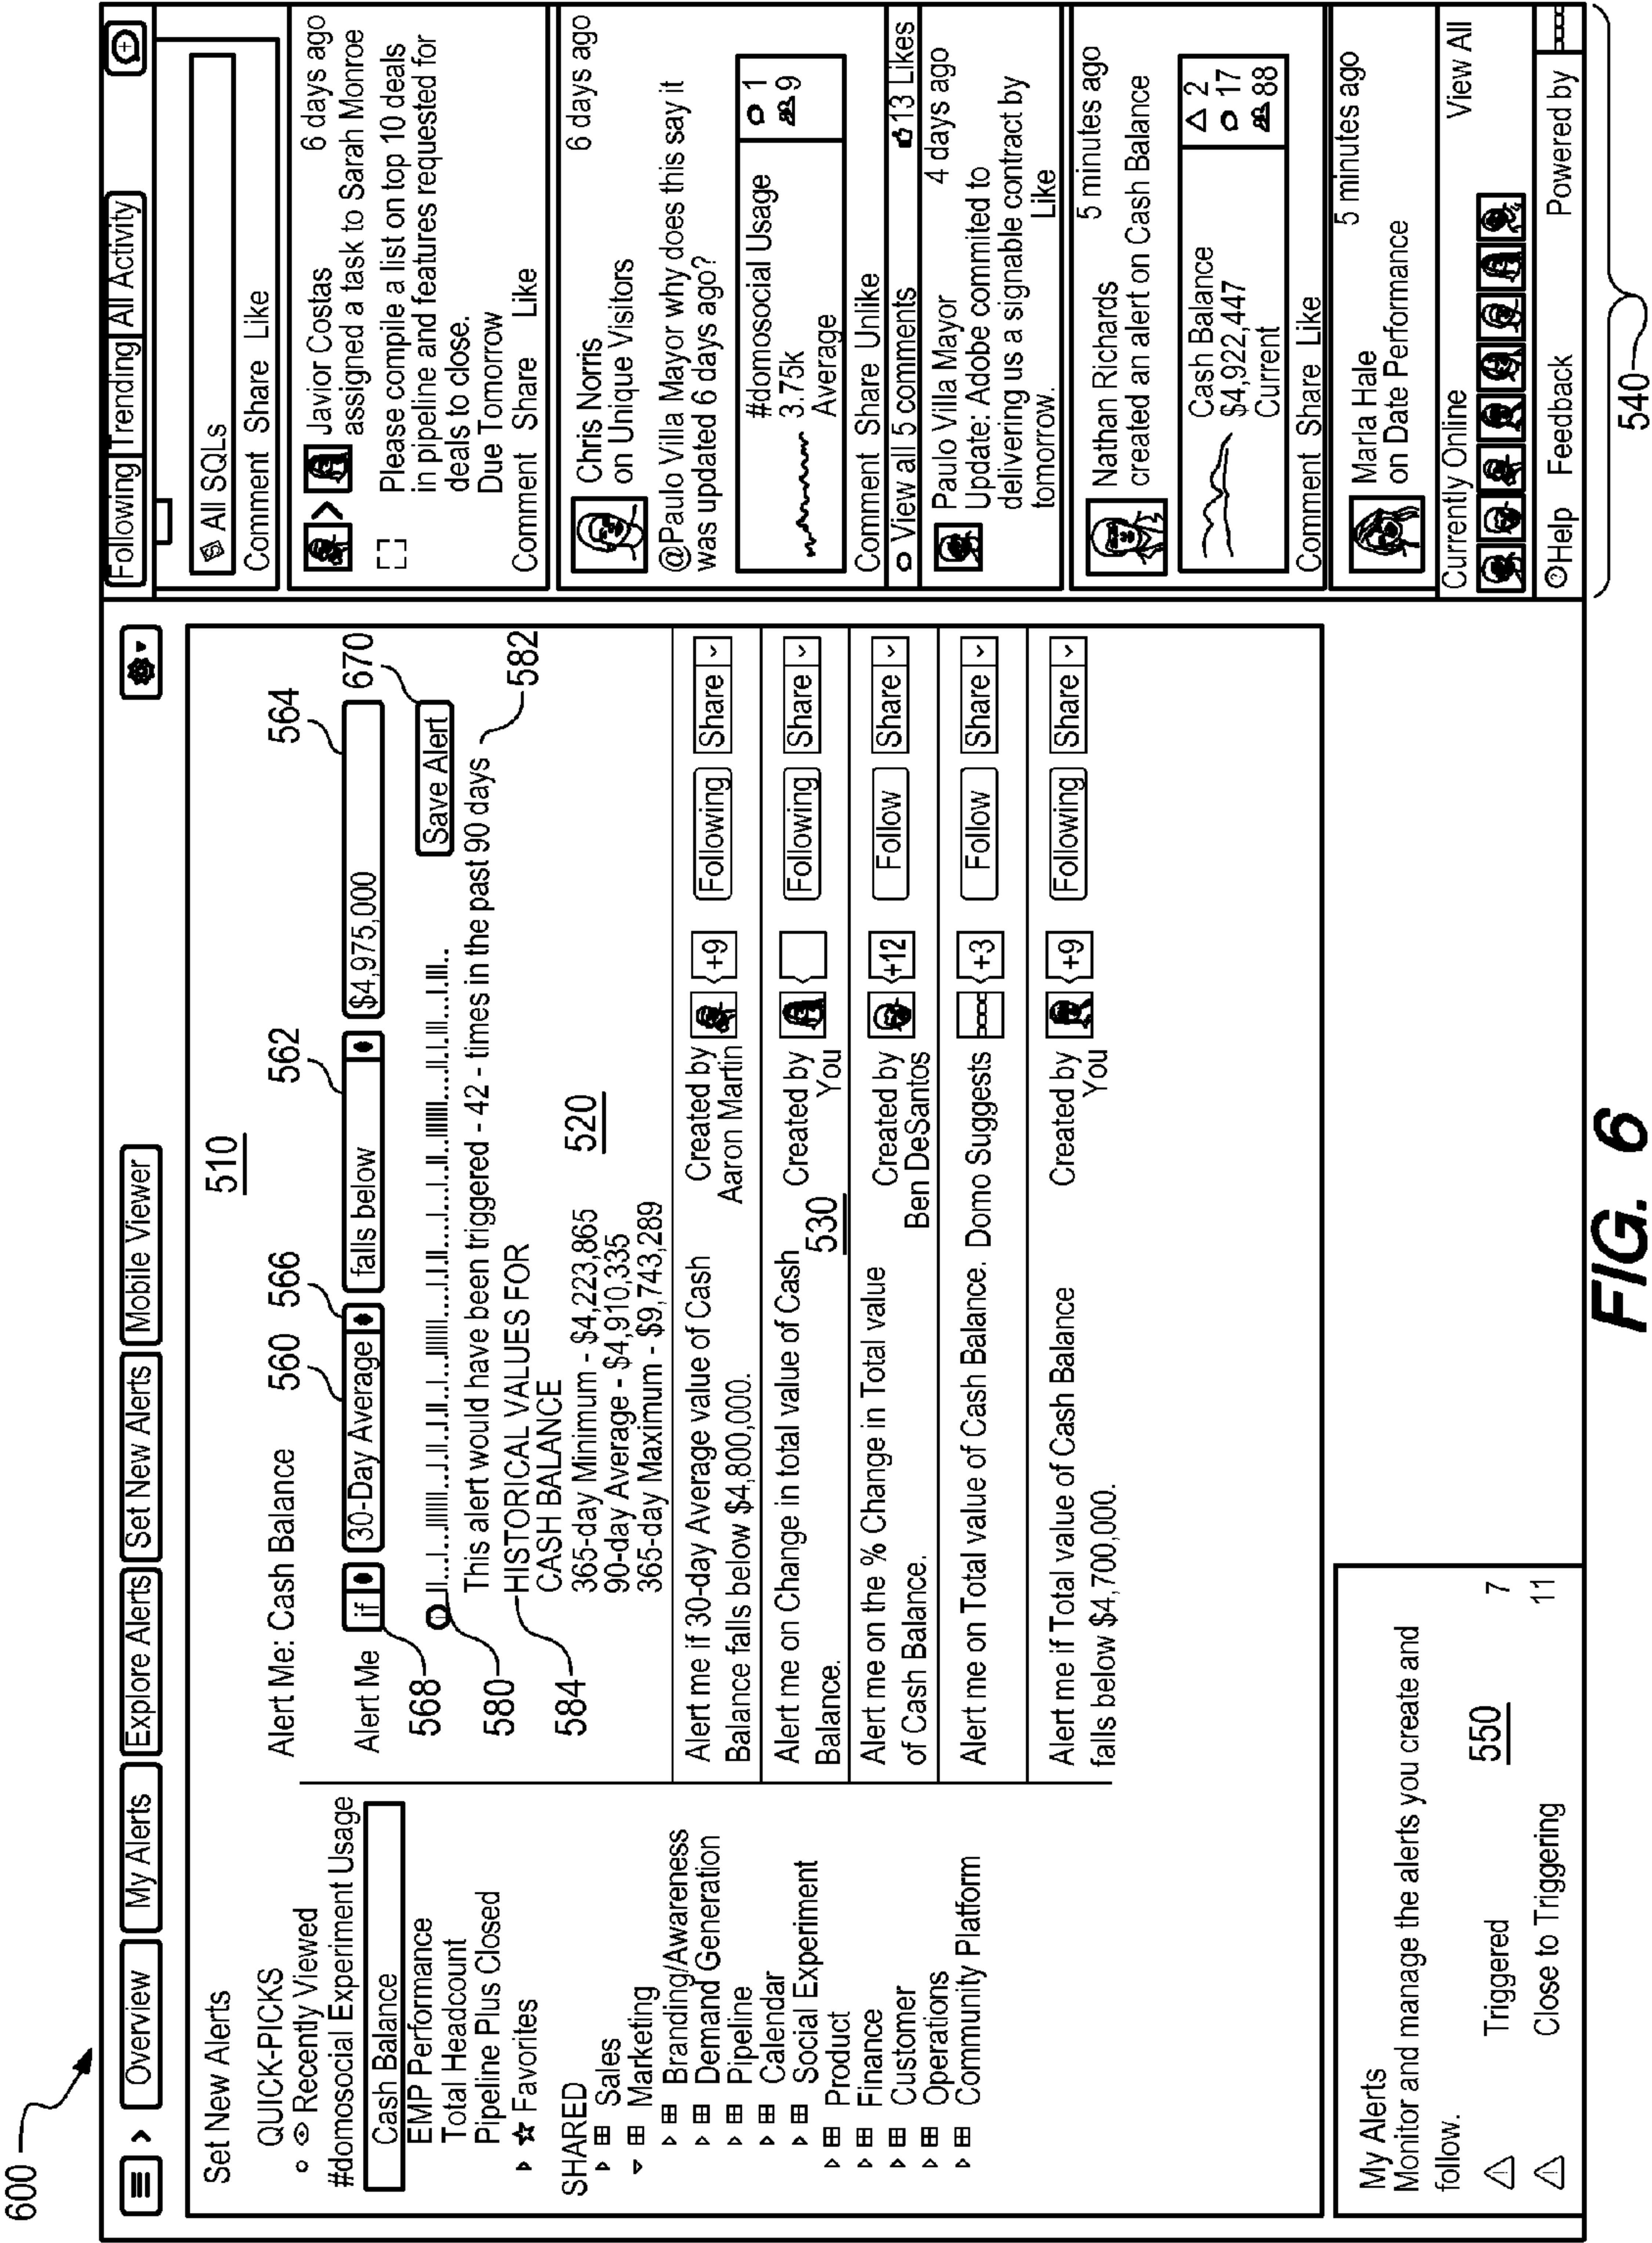 600
Overview
My Alerts
Explore Alerts
Set New Alerts
Mobile Viewer
Set New Alerts
QUICK-PICKS
Recently Viewed
#domosocial Experiment Usage
Cash Balance
EMP Performance
Total Headcount
Pipeline Plus Closed
Favorites
SHARED
Sales
Marketing
Branding/Awareness
Demand Generation
Pipeline
Calendar
Social Experiment
Product
Finance
Customer
Operations
Community Platform
510
Alert Me: Cash Balance
560
566
562
564
Alert Me
if
30-Day Average
falls below
$4,975,000
670
568
Save Alert
580
This alert would have been triggered - 42 - times in the past 90 days
582
584
HISTORICAL VALUES FOR
CASH BALANCE
520
365-day Minimum - $4,223,865
90-day Average - $4,910,335
365-day Maximum - $9,743,289
Alert me if 30-day Average value of Cash
Balance falls below $4,800,000.
Created by
Aaron Martin
+9
Following
Share
Alert me on Change in total value of Cash
Balance.
530
Created by
You
Following
Share
Alert me on the % Change in Total value
of Cash Balance.
Created by
Ben DeSantos
+12
Follow
Share
Alert me on Total value of Cash Balance.
Domo Suggests
+3
Follow
Share
Alert me if Total value of Cash Balance
falls below $4,700,000.
Created by
You
+9
Following
Share
My Alerts
Monitor and manage the alerts you create and
follow.
550
Triggered 7
Close to Triggering 11
Following
Trending
All Activity
All SQLs
Comment Share Like
Javior Costas 6 days ago
assigned a task to Sarah Monroe
Please compile a list on top 10 deals
in pipeline and features requested for
deals to close.
Due Tomorrow
Comment Share Like
Chris Norris 6 days ago
on Unique Visitors
@Paulo Villa Mayor why does this say it
was updated 6 days ago?
#domosocial Usage
3.75k
Average
1
9
Comment Share Unlike
View all 5 comments 13 Likes
Paulo Villa Mayor 4 days ago
Update: Adobe commited to
delivering us a signable contract by
tomorrow. Like
Nathan Richards 5 minutes ago
created an alert on Cash Balance
Cash Balance
$4,922,447
Current
2
17
88
Comment Share Like
Marla Hale 5 minutes ago
on Date Performance
Currently Online View All
Help Feedback Powered by
540
FIG. 6